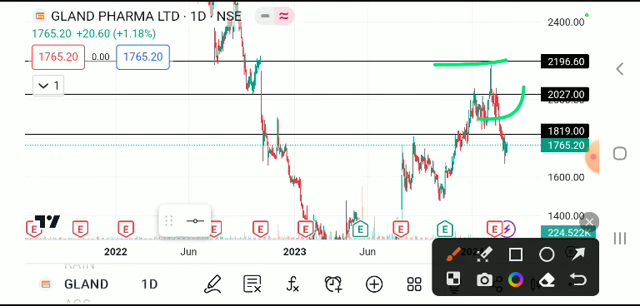 GLAND PHARMA LTD · 1D · NSE
1765.20 +20.60 (+1.18%)
1765.20 0.00 1765.20
1
2400.00
2196.60
2027.00
1819.00
1765.20
1600.00
1400.00
224.522K
E E E E E E E E E E
2022 Jun 2023 Jun
GLAND 1D